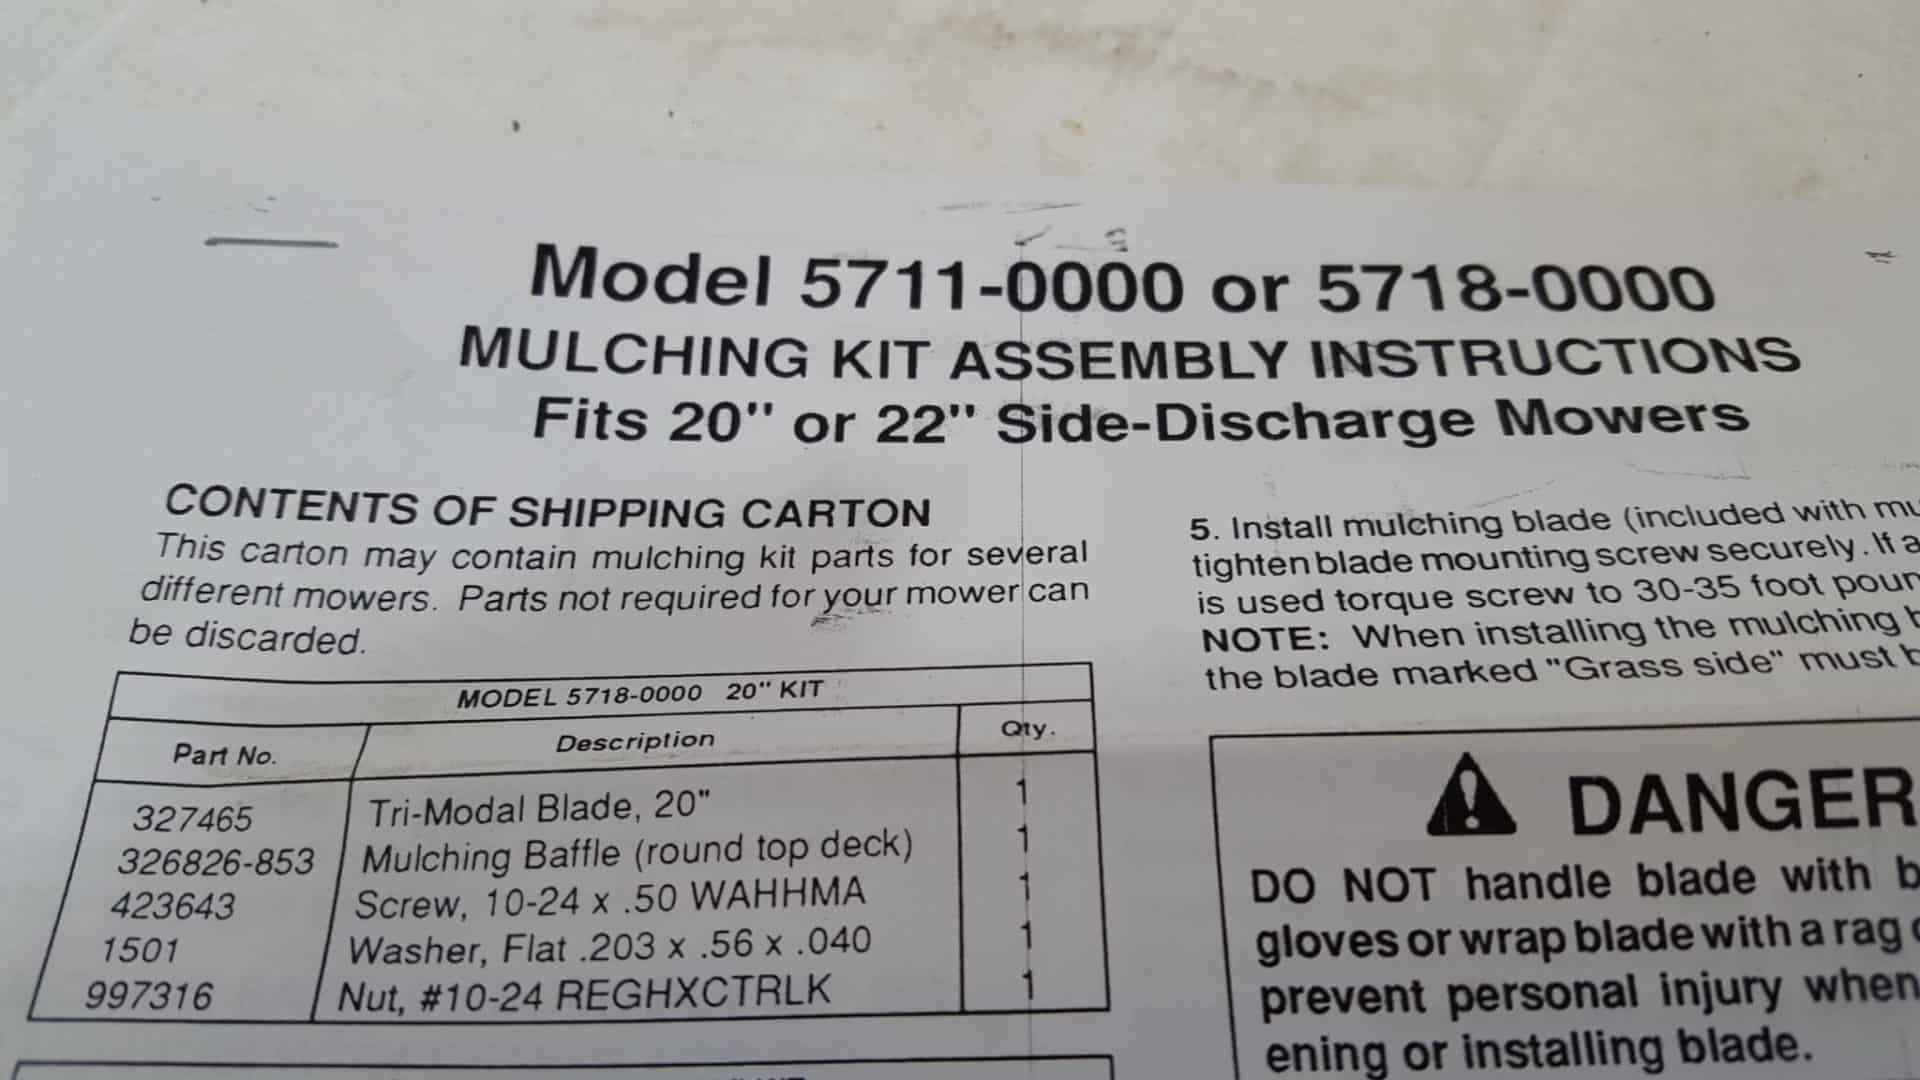 Model 5711-0000 or 5718-0000
MULCHING KIT ASSEMBLY INSTRUCTIONS
Fits 20" or 22" Side-Discharge Mowers
CONTENTS OF SHIPPING CARTON
This carton may contain mulching kit parts for several
different mowers. Parts not required for your mower can
be discarded.
MODEL 5718-0000 20" KIT
Part No. Description Qty.
327465 Tri-Modal Blade, 20" 1
326826-853 Mulching Baffle (round top deck) 1
423643 Screw, 10-24 x .50 WAHHMA 1
1501 Washer, Flat .203 x .56 x .040 1
997316 Nut, #10-24 REGHXCTRLK 1
5. Install mulching blade (included with
tighten blade mounting screw securely. If
is used torque screw to 30-35 foot
NOTE: When installing the mulching
the blade marked "Grass side" must
DANGER
DO NOT handle blade with
gloves or wrap blade with a rag
prevent personal injury when
ening or installing blade.